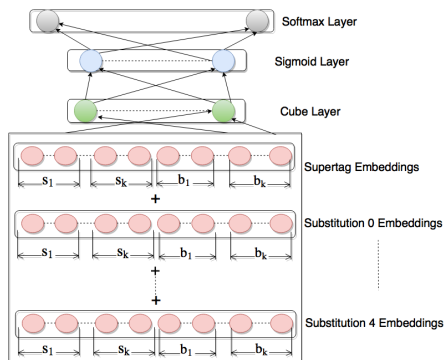 Softmax Layer
Sigmoid Layer
Cube Layer
Supertag Embeddings
s1 sk b1 bk
+
Substitution 0 Embeddings
s1 sk b1 bk
+
+
Substitution 4 Embeddings
s1 sk b1 bk